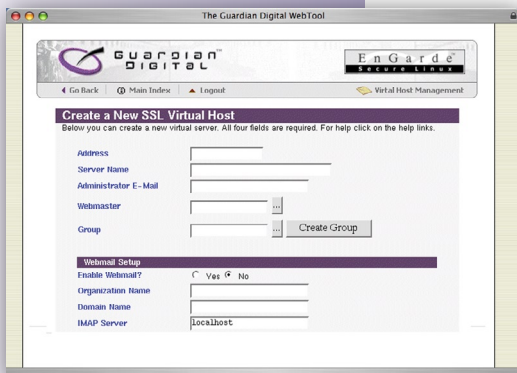 The Guardian Digital WebTool
Guardian™
Digital
EnGarde™
Secure Linux
Go Back
Main Index
Logout
Virtal Host Management
Create a New SSL Virtual Host
Below you can create a new virtual server. All four fields are required. For help click on the help links.
Address
Server Name
Administrator E-Mail
Webmaster ...
Group ... Create Group
Webmail Setup
Enable Webmail? Yes No
Organization Name
Domain Name
IMAP Server localhost